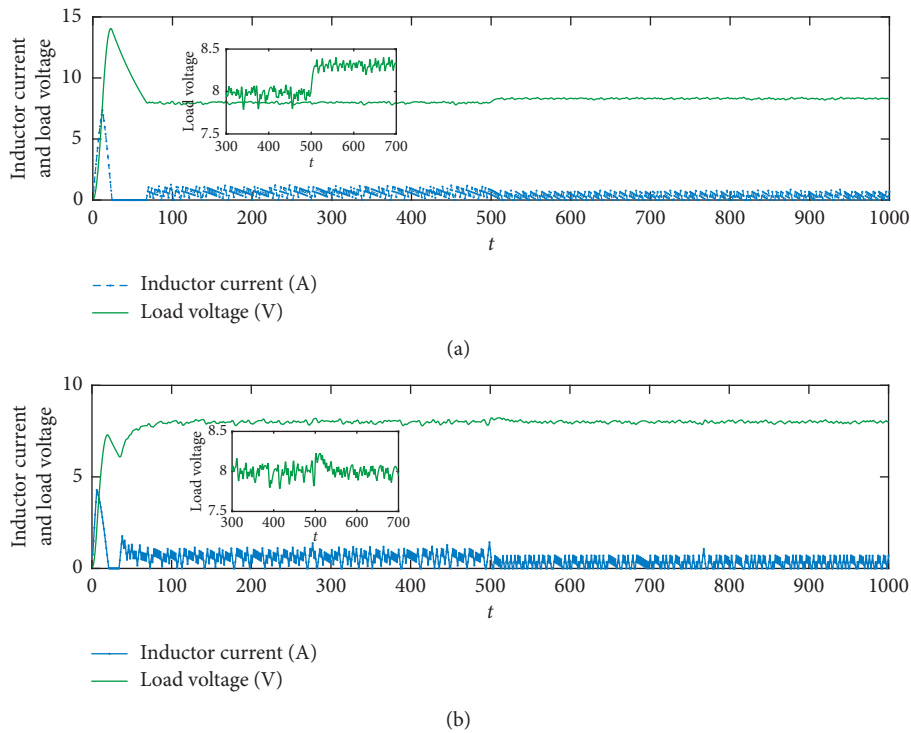 15
10
5
0
Inductor current
and load voltage
8.5
8
7.5
Load voltage
300 400 500 600 700
t
0 100 200 300 400 500 600 700 800 900 1000
t
Inductor current (A)
Load voltage (V)
(a)
10
5
0
Inductor current
and load voltage
8.5
8
7.5
Load voltage
300 400 500 600 700
t
0 100 200 300 400 500 600 700 800 900 1000
t
Inductor current (A)
Load voltage (V)
(b)